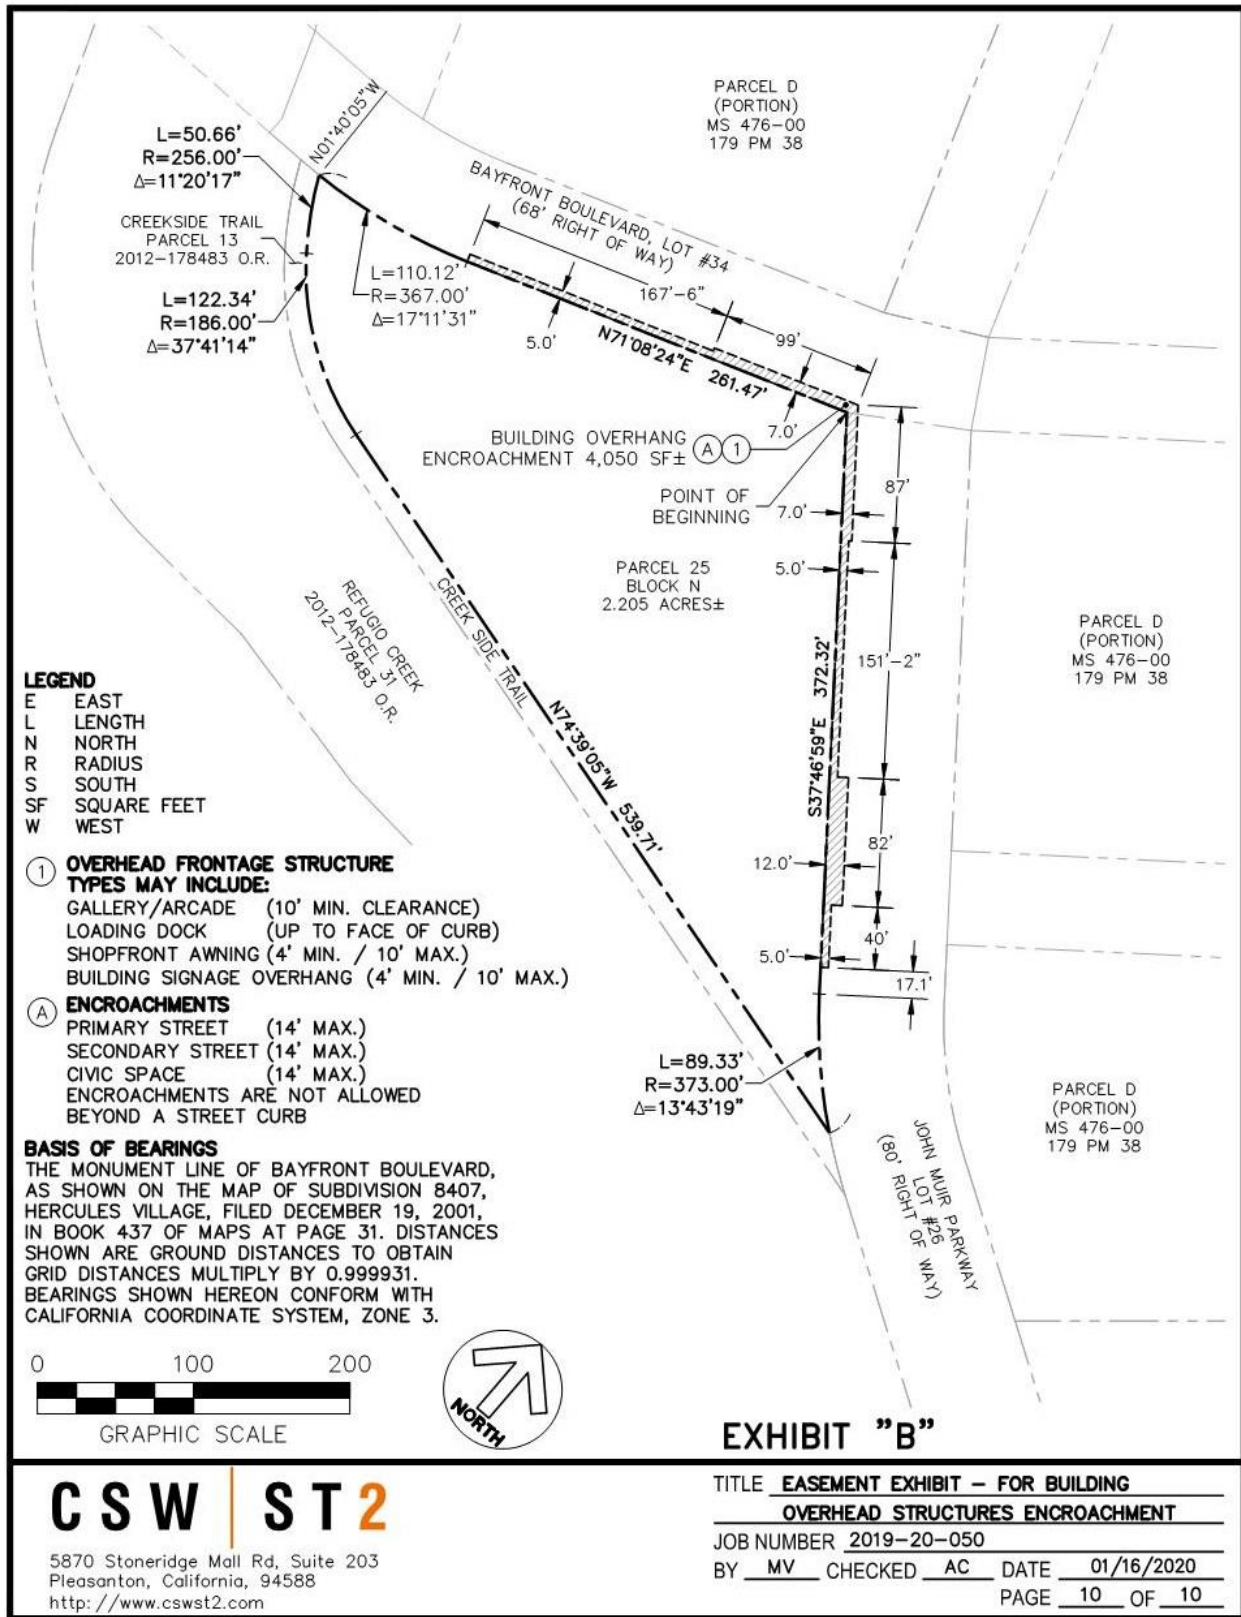 PARCEL D
(PORTION)
MS 476-00
179 PM 38
N01°40'05"W
L=50.66'
R=256.00'
Δ=11°20'17"
BAYFRONT BOULEVARD, LOT #34
(68' RIGHT OF WAY)
CREEKSIDE TRAIL
PARCEL 13
2012-178483 O.R.
L=110.12'
R=367.00'
Δ=17°11'31"
167'-6"
L=122.34'
R=186.00'
Δ=37°41'14"
5.0'
N71°08'24"E 261.47'
99'
7.0'
BUILDING OVERHANG
ENCROACHMENT 4,050 SF±
A 1
POINT OF
BEGINNING
7.0'
87'
PARCEL 25
BLOCK N
2.205 ACRES±
5.0'
REFUGIO CREEK
PARCEL 31
2012-178483 O.R.
CREEK SIDE TRAIL
S37°46'59"E 372.32'
151'-2"
PARCEL D
(PORTION)
MS 476-00
179 PM 38
N74°39'05"W 539.71'
LEGEND
E EAST
L LENGTH
N NORTH
R RADIUS
S SOUTH
SF SQUARE FEET
W WEST
12.0'
82'
5.0'
40'
17.1'
1 OVERHEAD FRONTAGE STRUCTURE
TYPES MAY INCLUDE:
GALLERY/ARCADE (10' MIN. CLEARANCE)
LOADING DOCK (UP TO FACE OF CURB)
SHOPFRONT AWNING (4' MIN. / 10' MAX.)
BUILDING SIGNAGE OVERHANG (4' MIN. / 10' MAX.)
A ENCROACHMENTS
PRIMARY STREET (14' MAX.)
SECONDARY STREET (14' MAX.)
CIVIC SPACE (14' MAX.)
ENCROACHMENTS ARE NOT ALLOWED
BEYOND A STREET CURB
L=89.33'
R=373.00'
Δ=13°43'19"
PARCEL D
(PORTION)
MS 476-00
179 PM 38
JOHN MUIR PARKWAY
LOT #26
(80' RIGHT OF WAY)
BASIS OF BEARINGS
THE MONUMENT LINE OF BAYFRONT BOULEVARD,
AS SHOWN ON THE MAP OF SUBDIVISION 8407,
HERCULES VILLAGE, FILED DECEMBER 19, 2001,
IN BOOK 437 OF MAPS AT PAGE 31. DISTANCES
SHOWN ARE GROUND DISTANCES TO OBTAIN
GRID DISTANCES MULTIPLY BY 0.999931.
BEARINGS SHOWN HEREON CONFORM WITH
CALIFORNIA COORDINATE SYSTEM, ZONE 3.
0 100 200
GRAPHIC SCALE
NORTH
EXHIBIT "B"
CSW ST2
5870 Stoneridge Mall Rd, Suite 203
Pleasanton, California, 94588
http://www.cswst2.com
TITLE EASEMENT EXHIBIT - FOR BUILDING
OVERHEAD STRUCTURES ENCROACHMENT
JOB NUMBER 2019-20-050
BY MV CHECKED AC DATE 01/16/2020
PAGE 10 OF 10